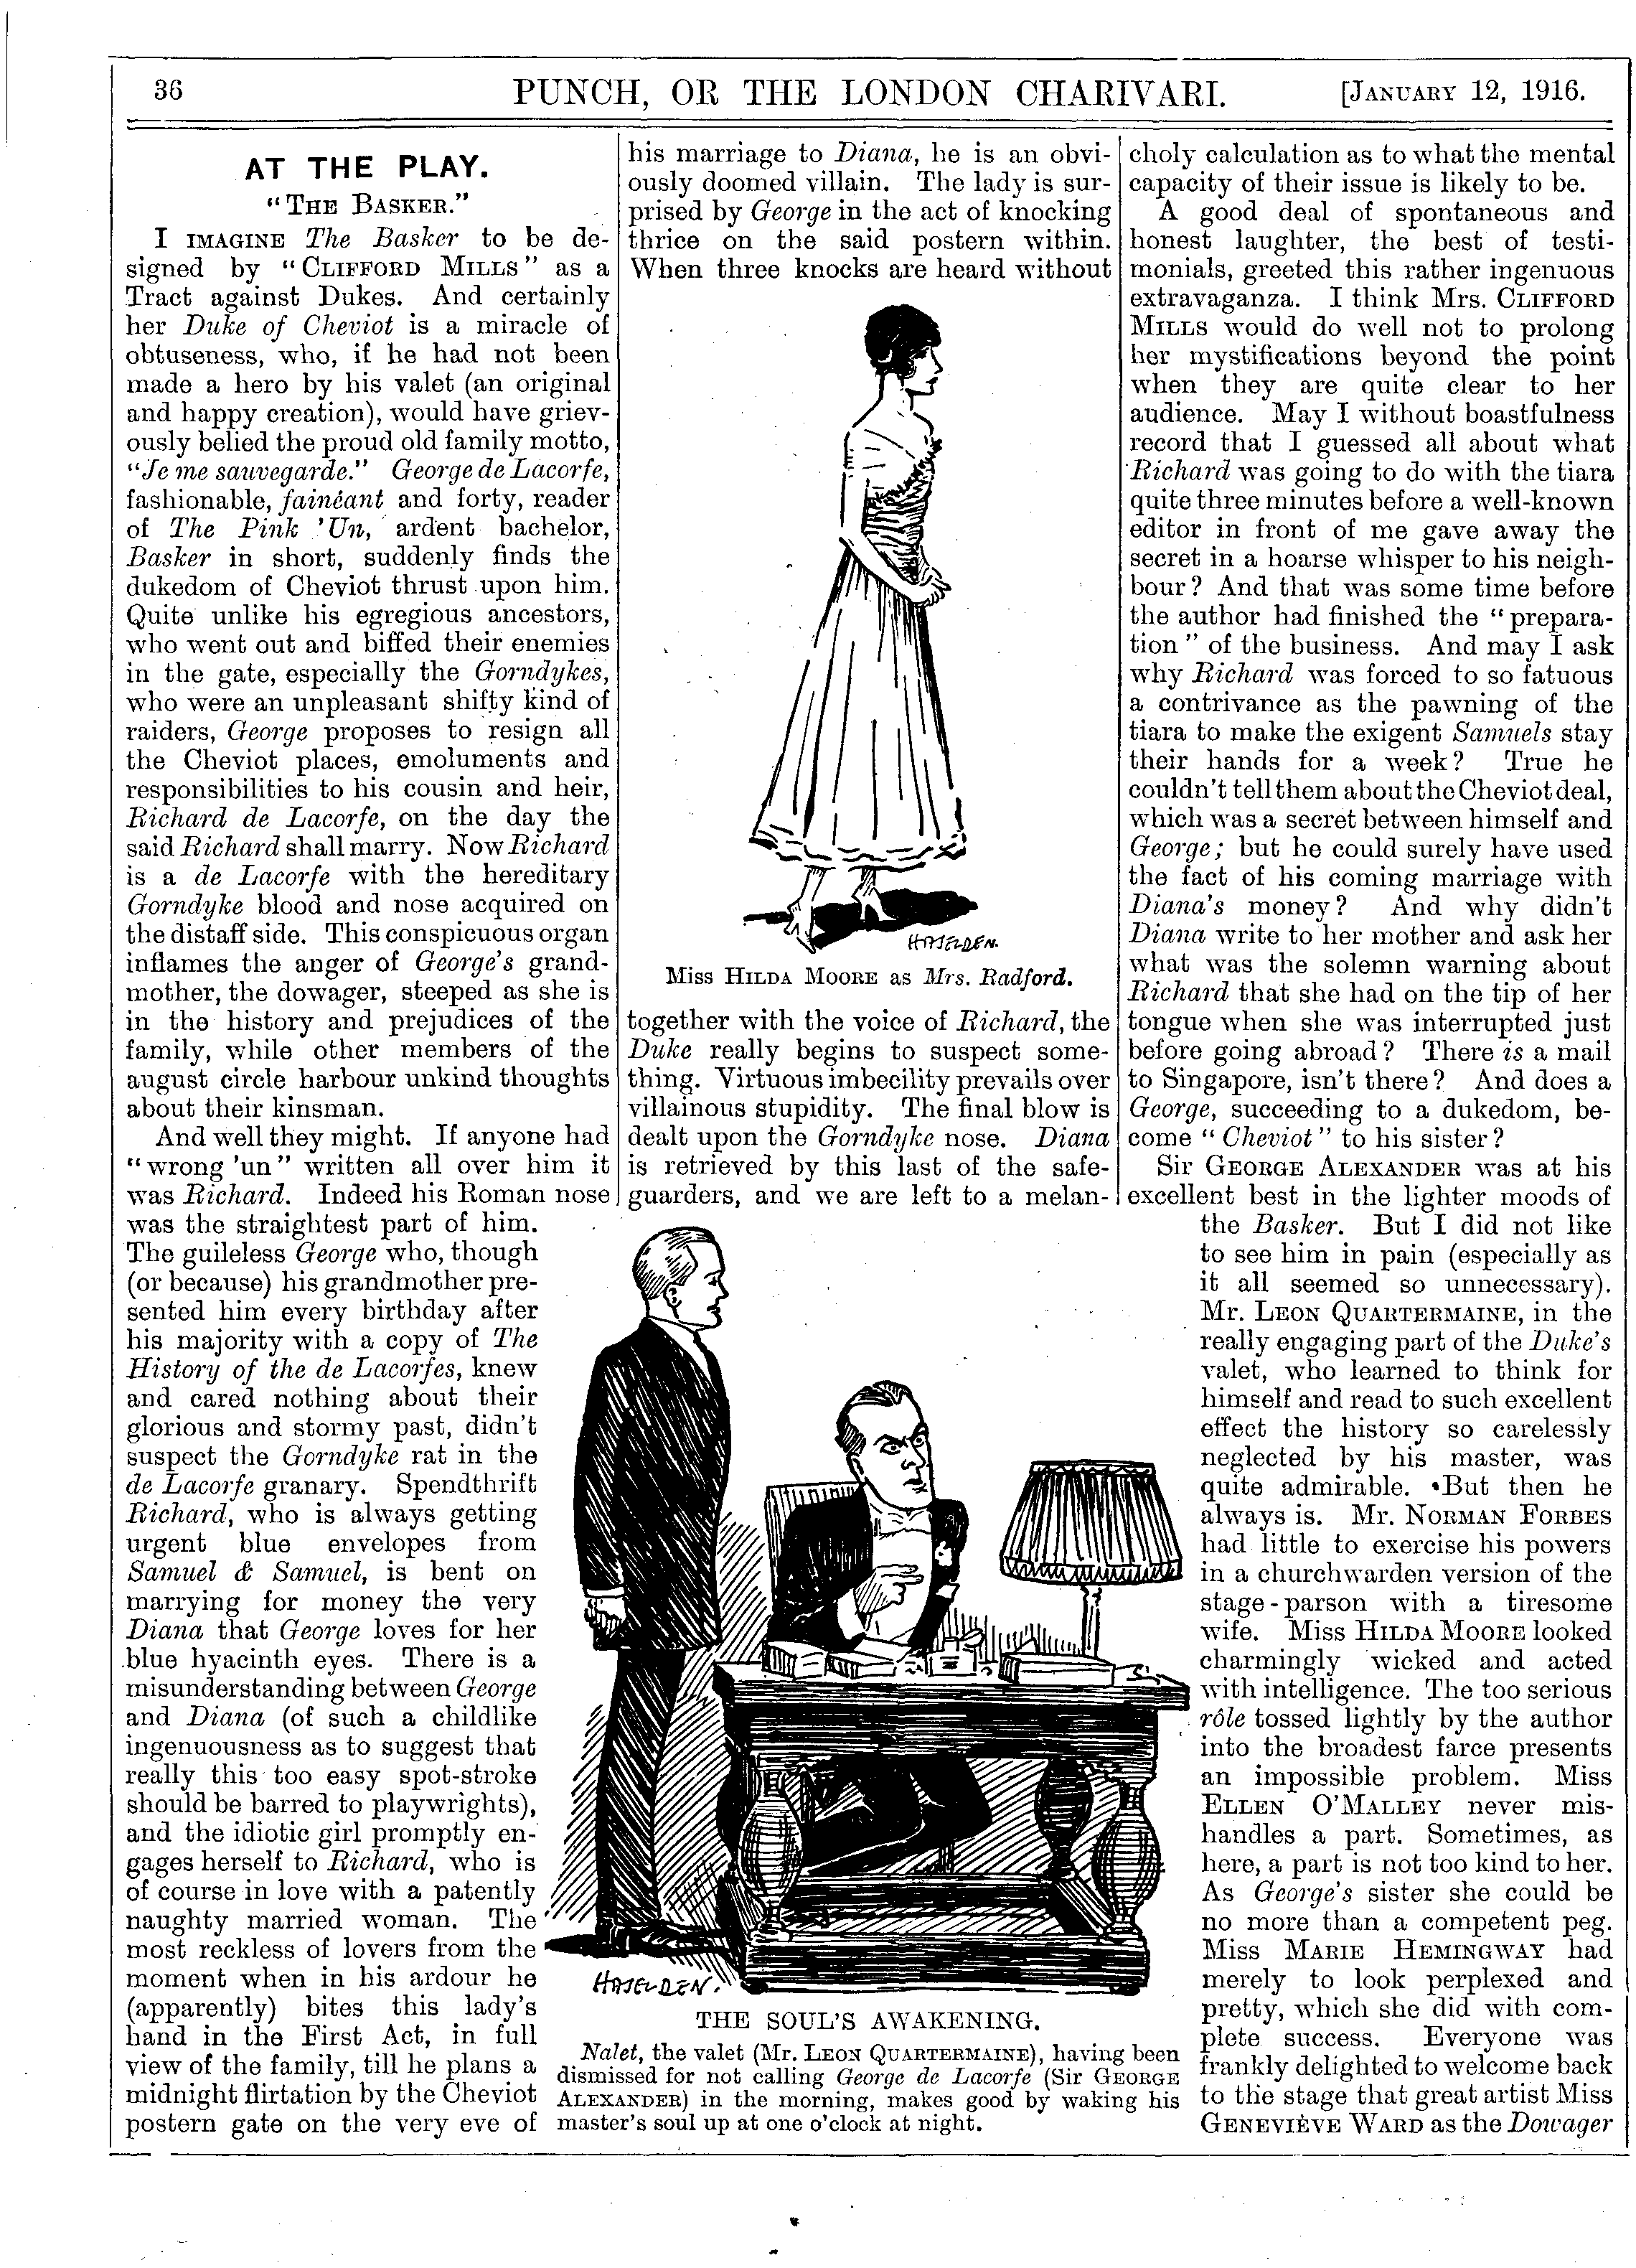 36
PUNCH, OR THE LONDON CHARIVARI.
[JANUARY 12, 1916.
AT THE PLAY.
"THE BASKER."
I IMAGINE The Basker to be de-
signed by "CLIFFORD MILLS" as a
Tract against Dukes. And certainly
her Duke of Cheviot is a miracle of
obtuseness, who, if he had not been
made a hero by his valet (an original
and happy creation), would have griev-
ously belied the proud old family motto,
"Je me sauvegarde." George de Lacorfe,
fashionable, fainéant and forty, reader
of The Pink 'Un, ardent bachelor,
Basker in short, suddenly finds the
dukedom of Cheviot thrust upon him.
Quite unlike his egregious ancestors,
who went out and biffed their enemies
in the gate, especially the Gorndykes,
who were an unpleasant shifty kind of
raiders, George proposes to resign all
the Cheviot places, emoluments and
responsibilities to his cousin and heir,
Richard de Lacorfe, on the day the
said Richard shall marry. Now Richard
is a de Lacorfe with the hereditary
Gorndyke blood and nose acquired on
the distaff side. This conspicuous organ
inflames the anger of George's grand-
mother, the dowager, steeped as she is
in the history and prejudices of the
family, while other members of the
august circle harbour unkind thoughts
about their kinsman.
And well they might. If anyone had
"wrong 'un" written all over him it
was Richard. Indeed his Roman nose
was the straightest part of him.
The guileless George who, though
(or because) his grandmother pre-
sented him every birthday after
his majority with a copy of The
History of the de Lacorfes, knew
and cared nothing about their
glorious and stormy past, didn't
suspect the Gorndyke rat in the
de Lacorfe granary. Spendthrift
Richard, who is always getting
urgent blue envelopes from
Samuel & Samuel, is bent on
marrying for money the very
Diana that George loves for her
blue hyacinth eyes. There is a
misunderstanding between George
and Diana (of such a childlike
ingenuousness as to suggest that
really this too easy spot-stroke
should be barred to playwrights),
and the idiotic girl promptly en-
gages herself to Richard, who is
of course in love with a patently
naughty married woman. The
most reckless of lovers from the
moment when in his ardour he
(apparently) bites this lady's
hand in the First Act, in full
view of the family, till he plans a
midnight flirtation by the Cheviot
postern gate on the very eve of
his marriage to Diana, he is an obvi-
ously doomed villain. The lady is sur-
prised by George in the act of knocking
thrice on the said postern within.
When three knocks are heard without
HASELDEN.
Miss HILDA MOORE as Mrs. Radford.
together with the voice of Richard, the
Duke really begins to suspect some-
thing. Virtuous imbecility prevails over
villainous stupidity. The final blow is
dealt upon the Gorndyke nose. Diana
is retrieved by this last of the safe-
guarders, and we are left to a melan-
HASELDEN.
THE SOUL'S AWAKENING.
Nalet, the valet (Mr. LEON QUARTERMAINE), having been
dismissed for not calling George de Lacorfe (Sir GEORGE
ALEXANDER) in the morning, makes good by waking his
master's soul up at one o'clock at night.
choly calculation as to what the mental
capacity of their issue is likely to be.
A good deal of spontaneous and
honest laughter, the best of testi-
monials, greeted this rather ingenuous
extravaganza. I think Mrs. CLIFFORD
MILLS would do well not to prolong
her mystifications beyond the point
when they are quite clear to her
audience. May I without boastfulness
record that I guessed all about what
Richard was going to do with the tiara
quite three minutes before a well-known
editor in front of me gave away the
secret in a hoarse whisper to his neigh-
bour? And that was some time before
the author had finished the "prepara-
tion" of the business. And may I ask
why Richard was forced to so fatuous
a contrivance as the pawning of the
tiara to make the exigent Samuels stay
their hands for a week? True he
couldn't tell them about the Cheviot deal,
which was a secret between himself and
George; but he could surely have used
the fact of his coming marriage with
Diana's money? And why didn't
Diana write to her mother and ask her
what was the solemn warning about
Richard that she had on the tip of her
tongue when she was interrupted just
before going abroad? There is a mail
to Singapore, isn't there? And does a
George, succeeding to a dukedom, be-
come "Cheviot" to his sister?
Sir GEORGE ALEXANDER was at his
excellent best in the lighter moods of
the Basker. But I did not like
to see him in pain (especially as
it all seemed so unnecessary).
Mr. LEON QUARTERMAINE, in the
really engaging part of the Duke's
valet, who learned to think for
himself and read to such excellent
effect the history so carelessly
neglected by his master, was
quite admirable. But then he
always is. Mr. NORMAN FORBES
had little to exercise his powers
in a churchwarden version of the
stage-parson with a tiresome
wife. Miss HILDA MOORE looked
charmingly wicked and acted
with intelligence. The too serious
rôle tossed lightly by the author
into the broadest farce presents
an impossible problem. Miss
ELLEN O'MALLEY never mis-
handles a part. Sometimes, as
here, a part is not too kind to her.
As George's sister she could be
no more than a competent peg.
Miss MARIE HEMINGWAY had
merely to look perplexed and
pretty, which she did with com-
plete success. Everyone was
frankly delighted to welcome back
to the stage that great artist Miss
GENEVIÈVE WARD as the Dowager